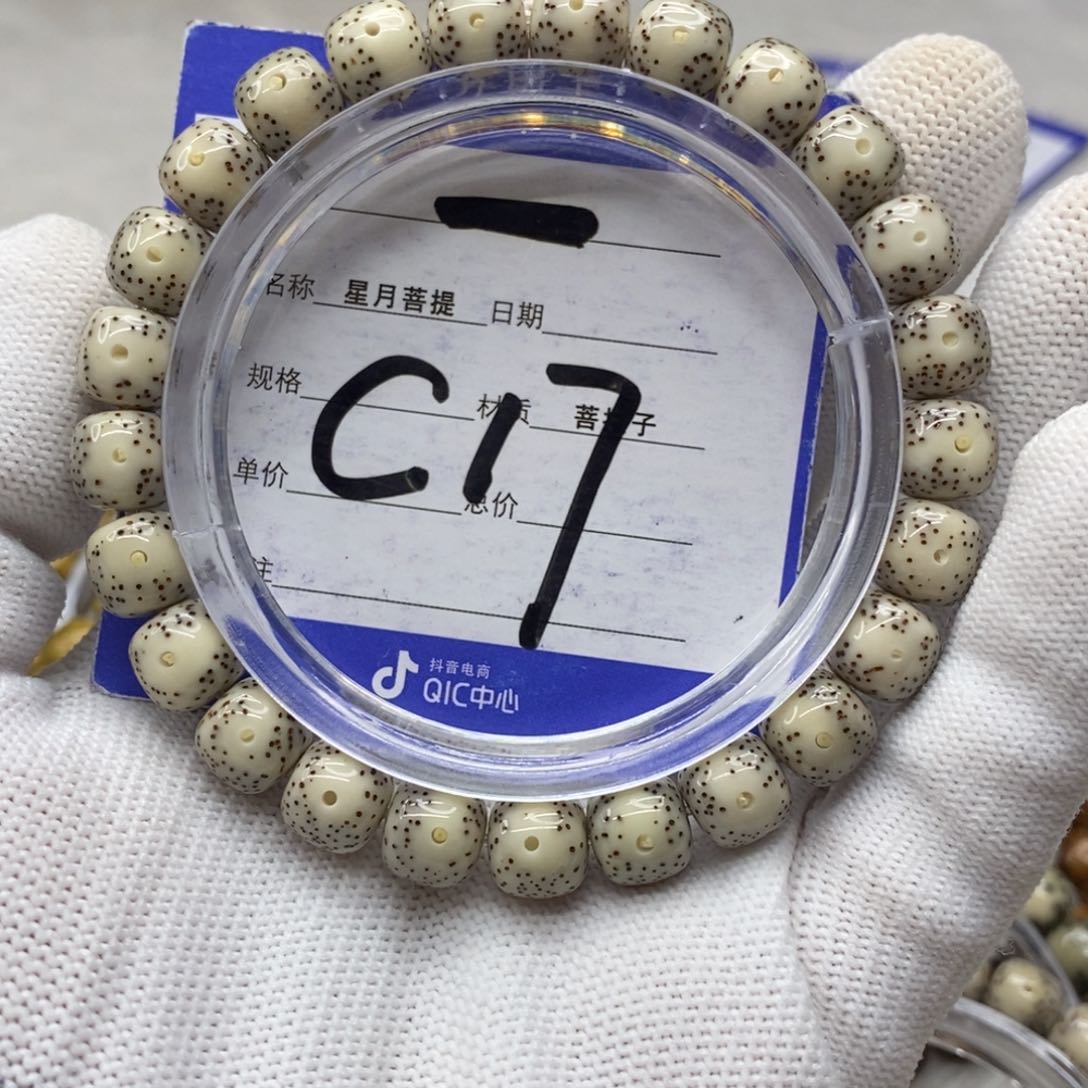 名称 星月菩提 日期
规格 材质 菩提子
C17
单价 总价
注
抖音电商
QIC中心